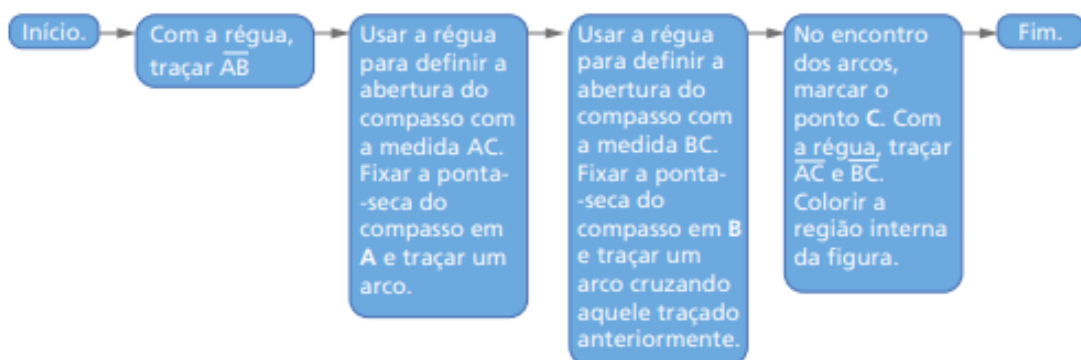 Início.
Com a régua,
traçar A̅B̅
Usar a régua
para definir a
abertura do
compasso com
a medida AC.
Fixar a ponta-
-seca do
compasso em
A e traçar um
arco.
Usar a régua
para definir a
abertura do
compasso com
a medida BC.
Fixar a ponta-
-seca do
compasso em B
e traçar um
arco cruzando
aquele traçado
anteriormente.
No encontro
dos arcos,
marcar o
ponto C. Com
a régua, traçar
A̅C̅ e B̅C̅.
Colorir a
região interna
da figura.
Fim.